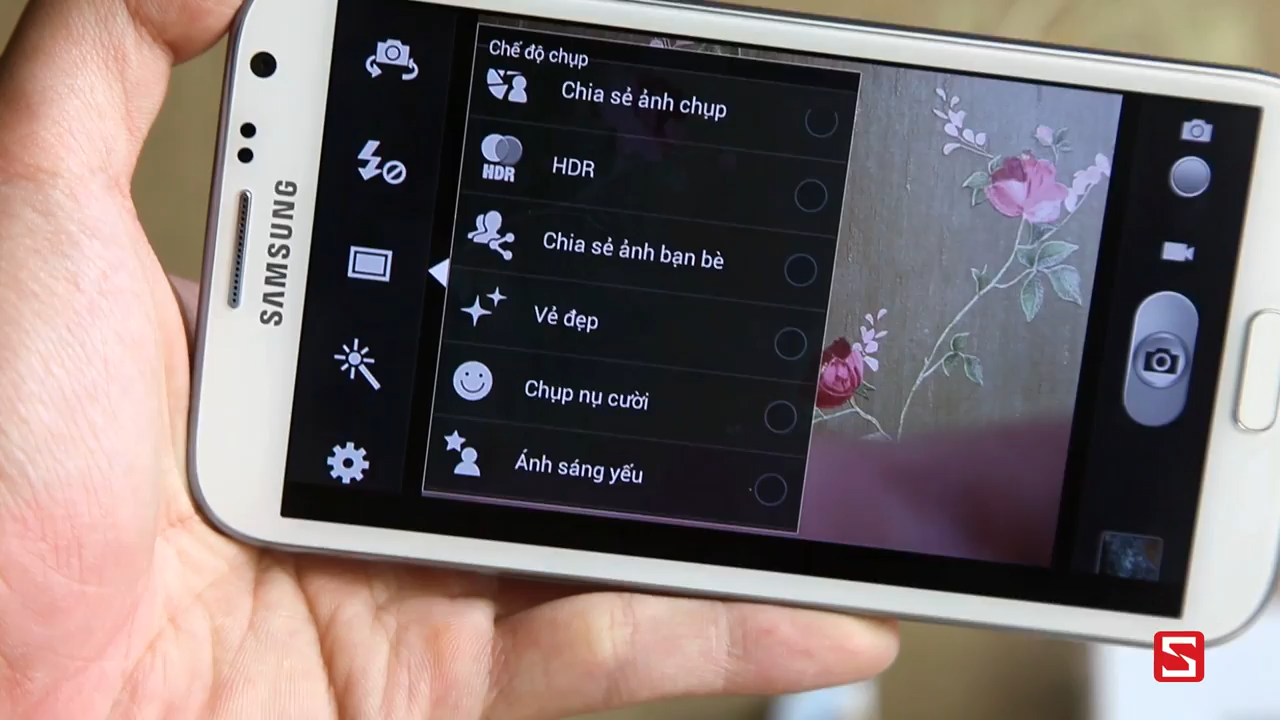 SAMSUNG
Chế độ chụp
Chia sẻ ảnh chụp
HDR
HDR
Chia sẻ ảnh bạn bè
Vẻ đẹp
Chụp nụ cười
Ánh sáng yếu
S